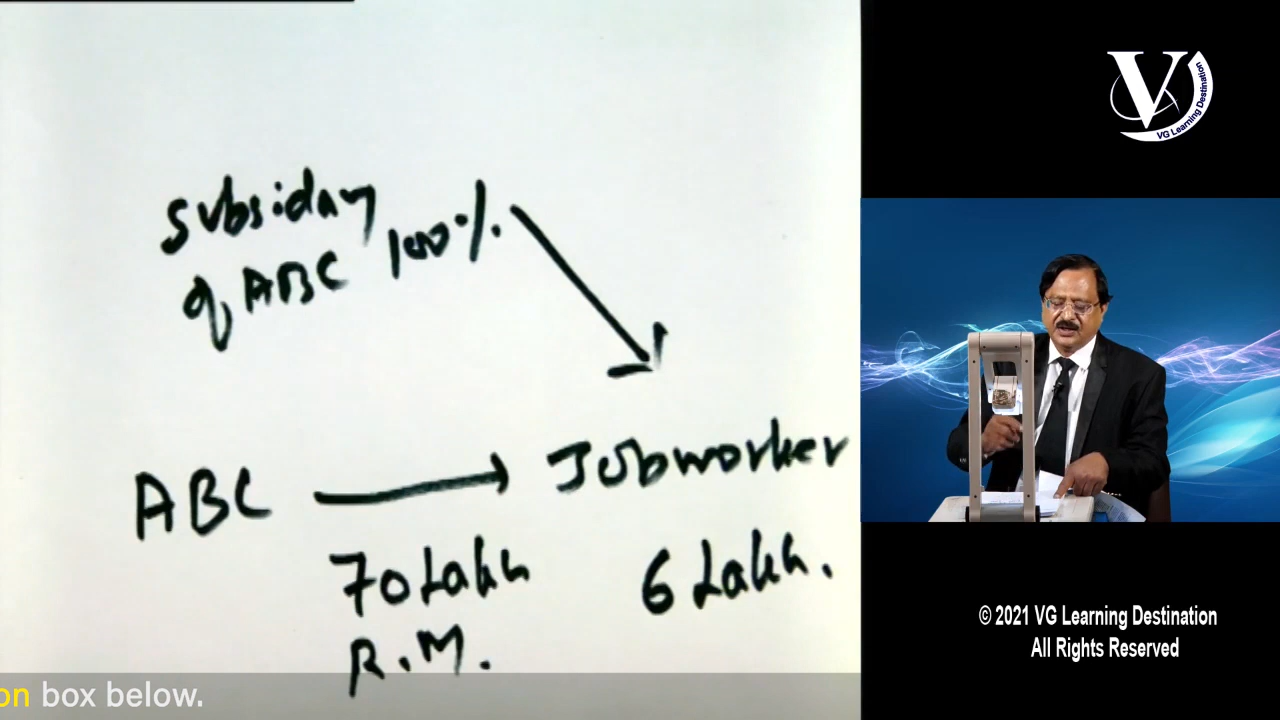 Subsidary
of ABC 100%.
ABC → Jobworker
70 Lakh
R.M.
6 Lakh.
on box below.
V
VG Learning Destination
© 2021 VG Learning Destination
All Rights Reserved